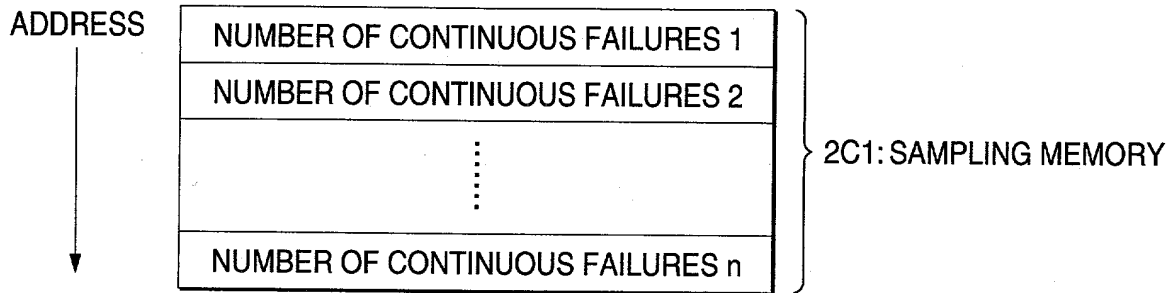 ADDRESS
NUMBER OF CONTINUOUS FAILURES 1
NUMBER OF CONTINUOUS FAILURES 2
NUMBER OF CONTINUOUS FAILURES n
2C1: SAMPLING MEMORY